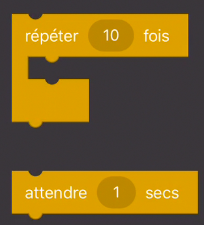 répéter 10 fois
attendre 1 secs